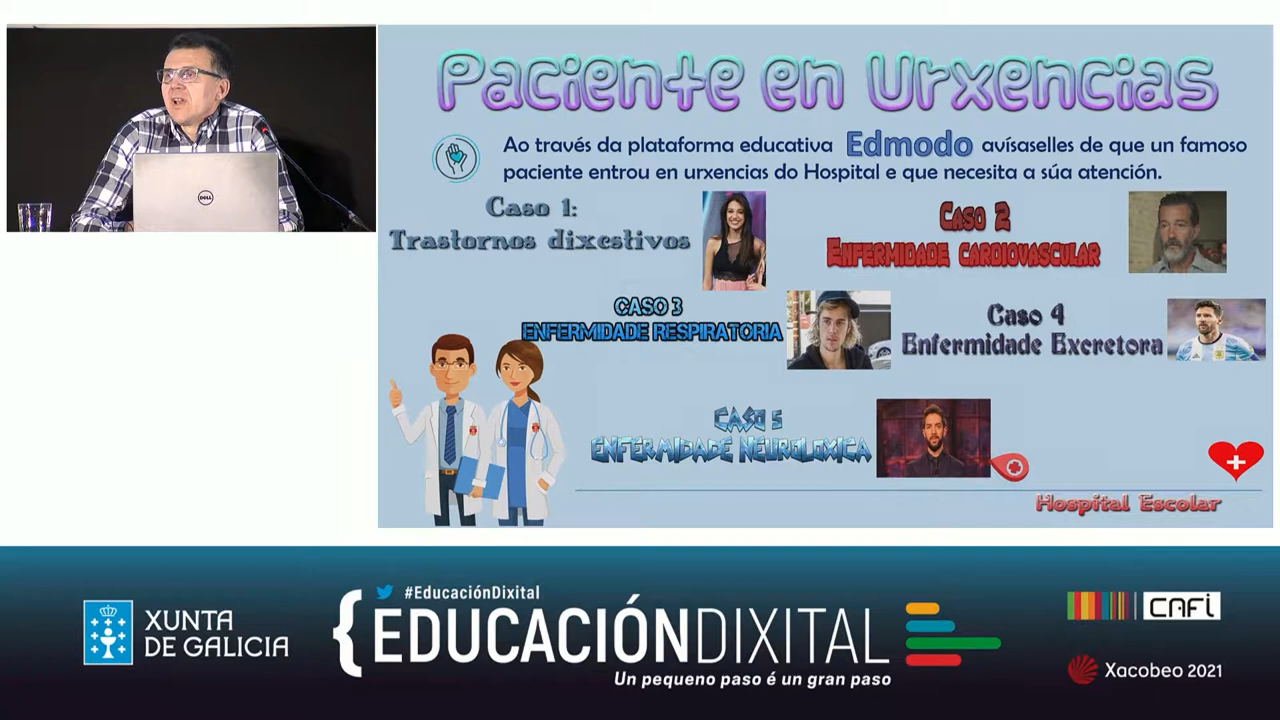 Paciente en Urxencias
Ao través da plataforma educativa Edmodo avísaselles de que un famoso
paciente entrou en urxencias do Hospital e que necesita a súa atención.
Caso 1:
Trastornos dixestivos
CASO 2
ENFERMIDADE CARDIOVASCULAR
CASO 3
ENFERMIDADE RESPIRATORIA
Caso 4
Enfermidade Excretora
CASO 5
ENFERMIDADE NEUROLOXICA
Hospital Escolar
DELL
XUNTA
DE GALICIA
#EducaciónDixital
{EDUCACIÓNDIXITAL
Un pequeno paso é un gran paso
CAFi
Xacobeo 2021